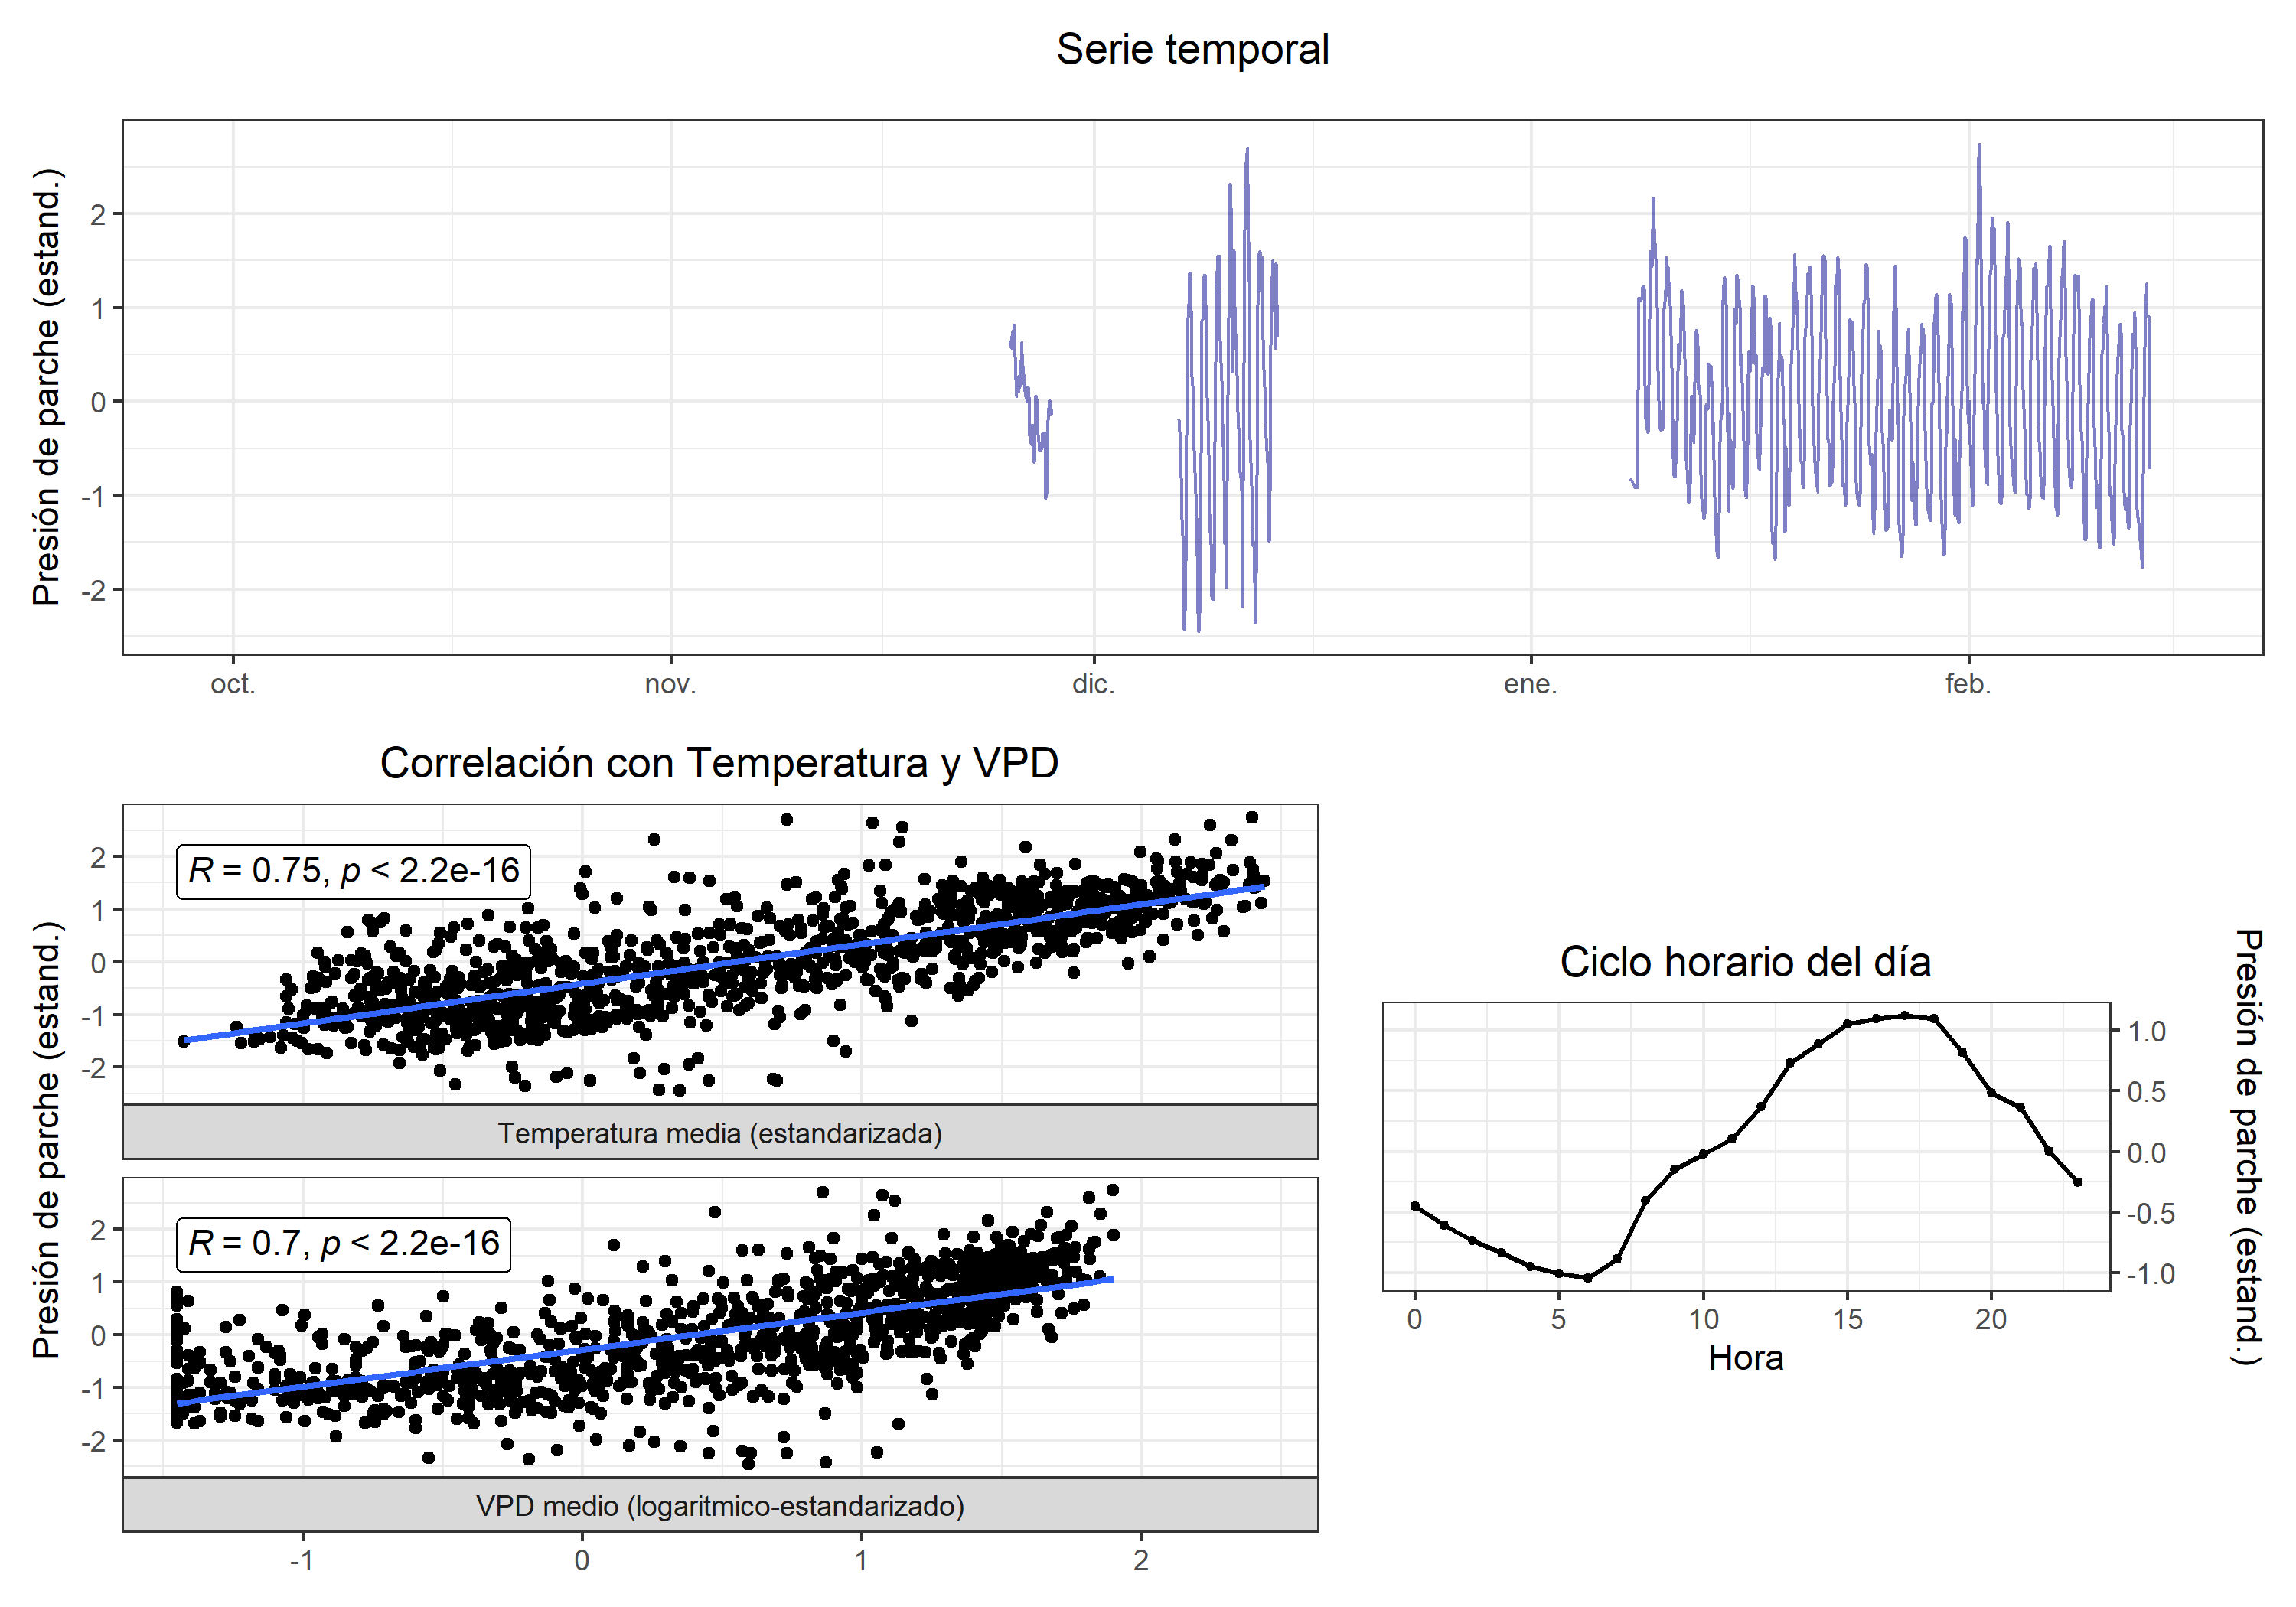 Serie temporal
Presión de parche (estand.)
2
1
0
-1
-2
oct.
nov.
dic.
ene.
feb.
Correlación con Temperatura y VPD
Presión de parche (estand.)
2
1
0
-1
-2
R = 0.75, p < 2.2e-16
Temperatura media (estandarizada)
2
1
0
-1
-2
R = 0.7, p < 2.2e-16
VPD medio (logaritmico-estandarizado)
-1
0
1
2
Ciclo horario del día
1.0
0.5
0.0
-0.5
-1.0
Presión de parche (estand.)
0
5
10
15
20
Hora